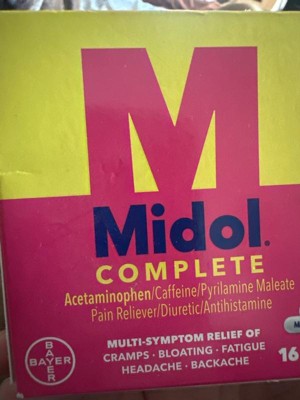 M
Midol.
COMPLETE
Acetaminophen/Caffeine/Pyrilamine Maleate
Pain Reliever/Diuretic/Antihistamine
MULTI-SYMPTOM RELIEF OF
CRAMPS · BLOATING · FATIGUE
HEADACHE · BACKACHE
BAYER
BAYER
16
M